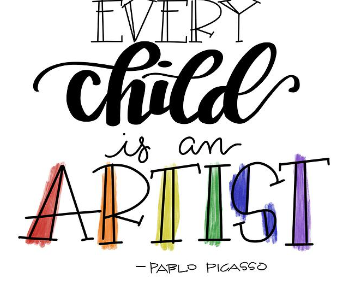 EVERY
child
is an
ARTIST
-PABLO PICASSO